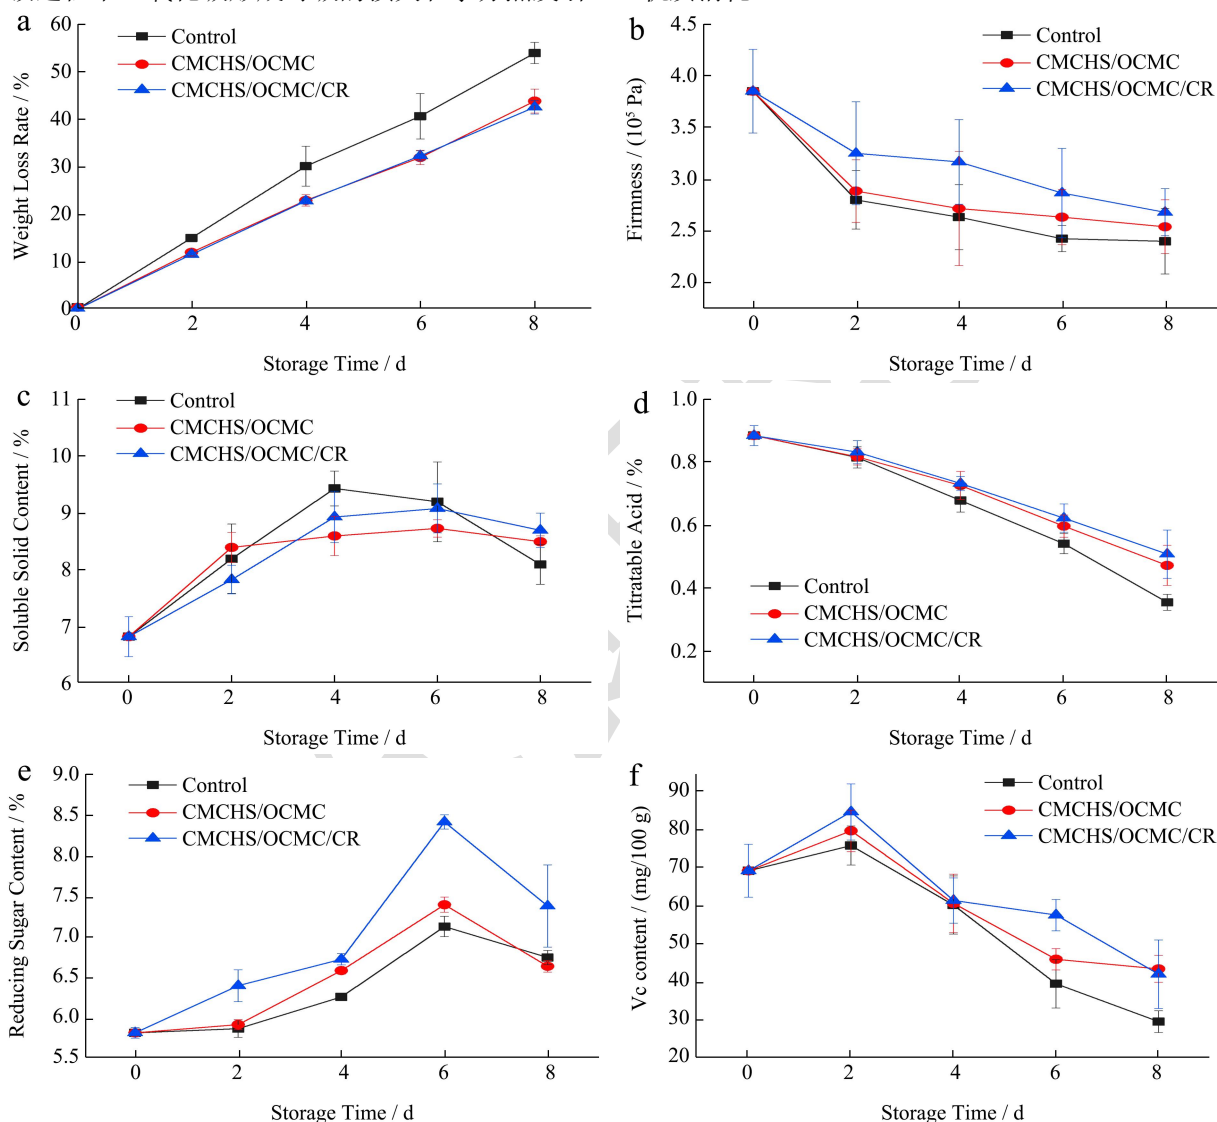 a
60
50
40
30
20
10
0
Weight Loss Rate / %
Control
CMCHS/OCMC
CMCHS/OCMC/CR
0 2 4 6 8
Storage Time / d
b
4.5
4.0
3.5
3.0
2.5
2.0
Firmness / (10⁵ Pa)
Control
CMCHS/OCMC
CMCHS/OCMC/CR
0 2 4 6 8
Storage Time / d
c
11
10
9
8
7
6
Soluble Solid Content / %
Control
CMCHS/OCMC
CMCHS/OCMC/CR
0 2 4 6 8
Storage Time / d
d
1.0
0.8
0.6
0.4
0.2
Titratable Acid / %
Control
CMCHS/OCMC
CMCHS/OCMC/CR
0 2 4 6 8
Storage Time / d
e
9.0
8.5
8.0
7.5
7.0
6.5
6.0
5.5
Reducing Sugar Content / %
Control
CMCHS/OCMC
CMCHS/OCMC/CR
0 2 4 6 8
Storage Time / d
f
90
80
70
60
50
40
30
20
Vc content / (mg/100 g)
Control
CMCHS/OCMC
CMCHS/OCMC/CR
0 2 4 6 8
Storage Time / d